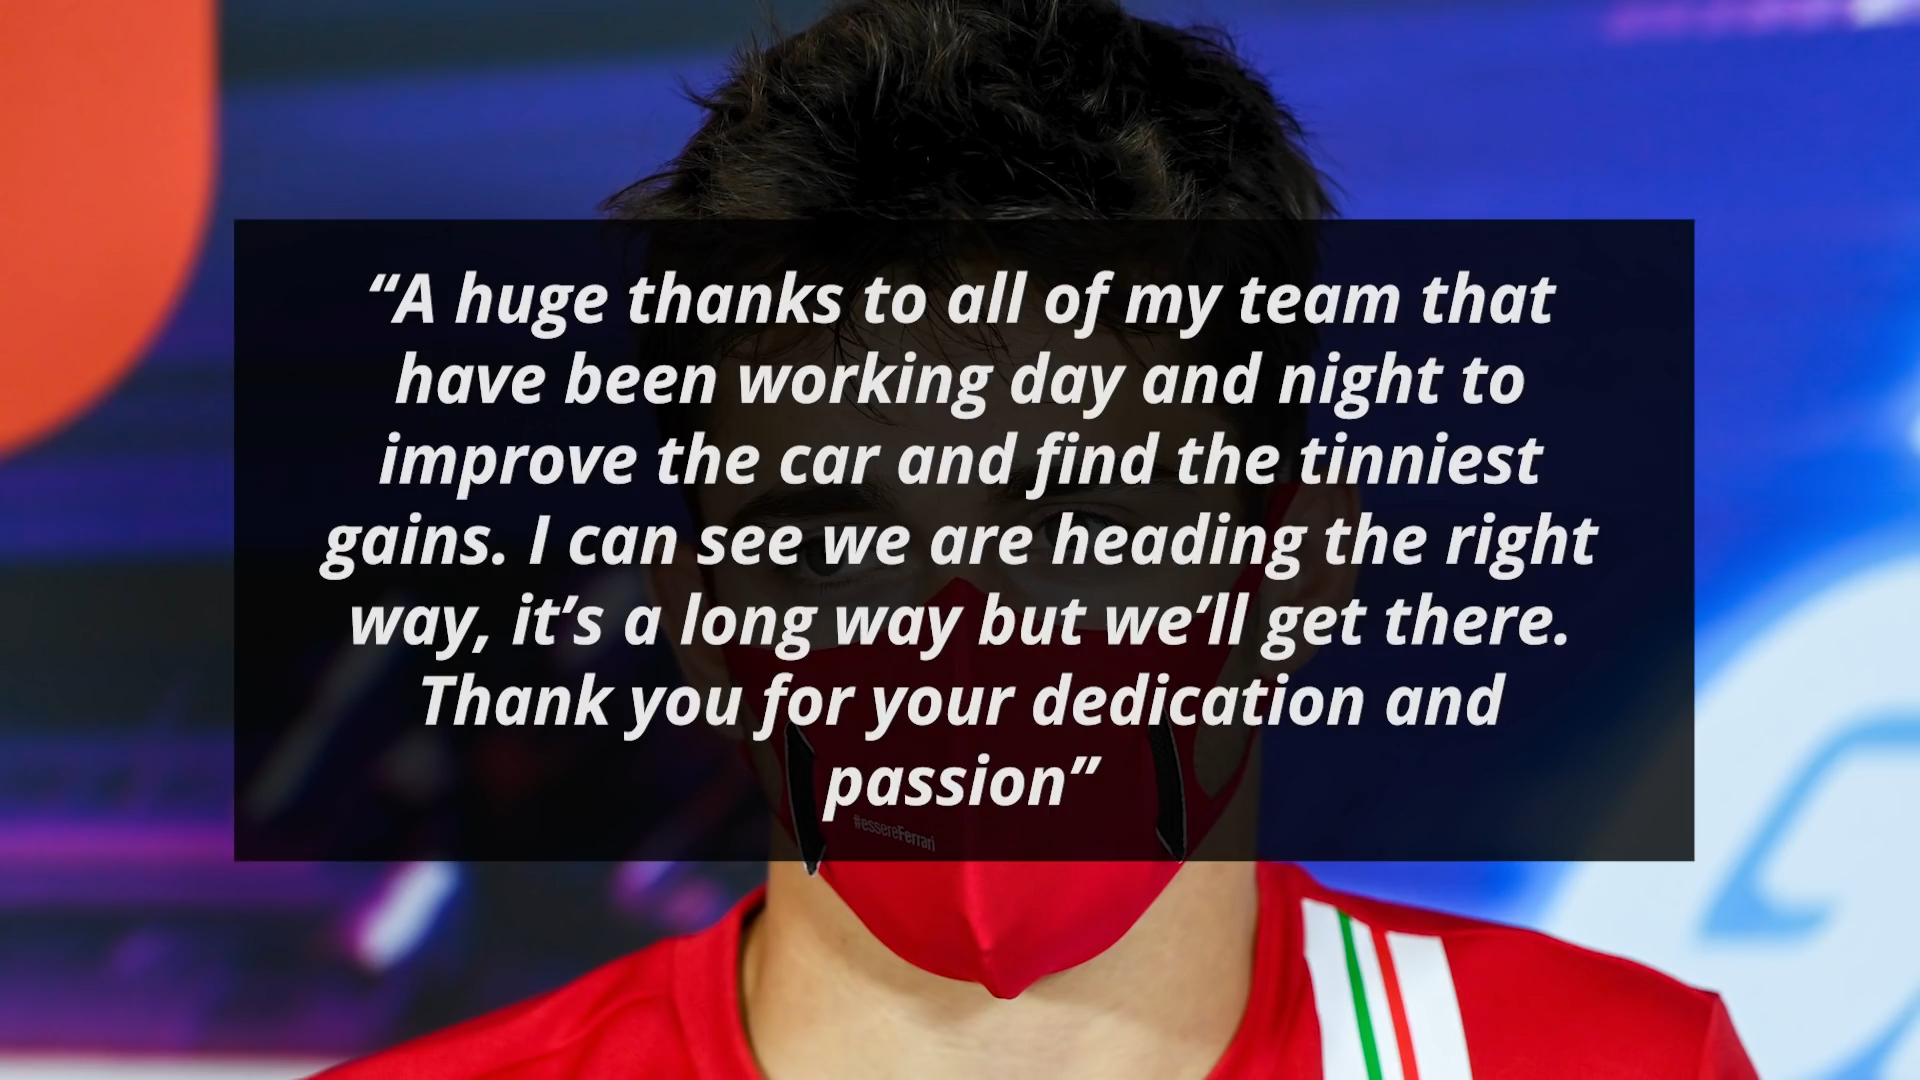 “A huge thanks to all of my team that
have been working day and night to
improve the car and find the tinniest
gains. I can see we are heading the right
way, it’s a long way but we’ll get there.
Thank you for your dedication and
passion”
#essereFerrari